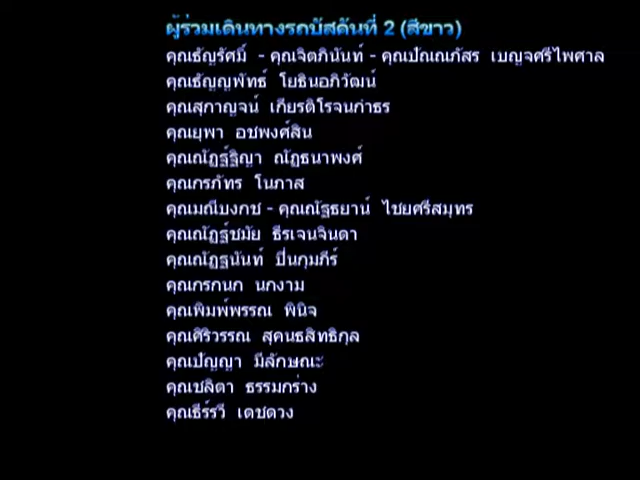 ผู้ร่วมเดินทางรถบัสคันที่ 2 (สีขาว)
คุณธัญรัศมิ์ - คุณจิตภินันท์ - คุณปัณณภัสร เบญจศรีไพศาล
คุณธัญญพัทธ์ โยธินอภิวัฒน์
คุณสุกาญจน์ เกียรติโรจนกำธร
คุณยุพา อชพงศ์สิน
คุณณัฏฐ์ฐิญา ณัฏธนาพงศ์
คุณกรภัทร โนภาส
คุณมณีบงกช - คุณณัฐธยาน์ ไชยศรีสมุทร
คุณณัฏฐ์ชมัย ธีรเจนจินดา
คุณณัฏฐนันท์ ปิ่นกุมภีร์
คุณกรกนก นกงาม
คุณพิมพ์พรรณ พินิจ
คุณศิริวรรณ สุคนธสิทธิกุล
คุณปัญญา มีลักษณะ
คุณชลิตา ธรรมกร่าง
คุณธีร์รวี เดชดวง